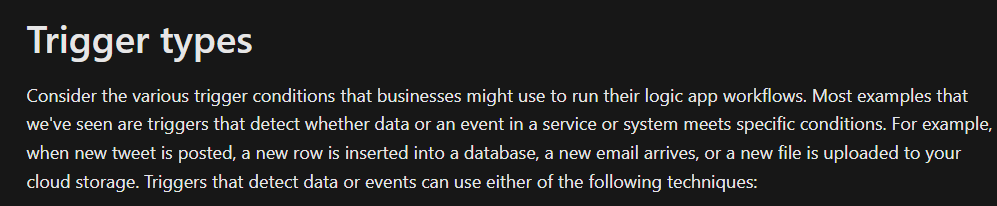 Trigger types
Consider the various trigger conditions that businesses might use to run their logic app workflows. Most examples that
we've seen are triggers that detect whether data or an event in a service or system meets specific conditions. For example,
when new tweet is posted, a new row is inserted into a database, a new email arrives, or a new file is uploaded to your
cloud storage. Triggers that detect data or events can use either of the following techniques: